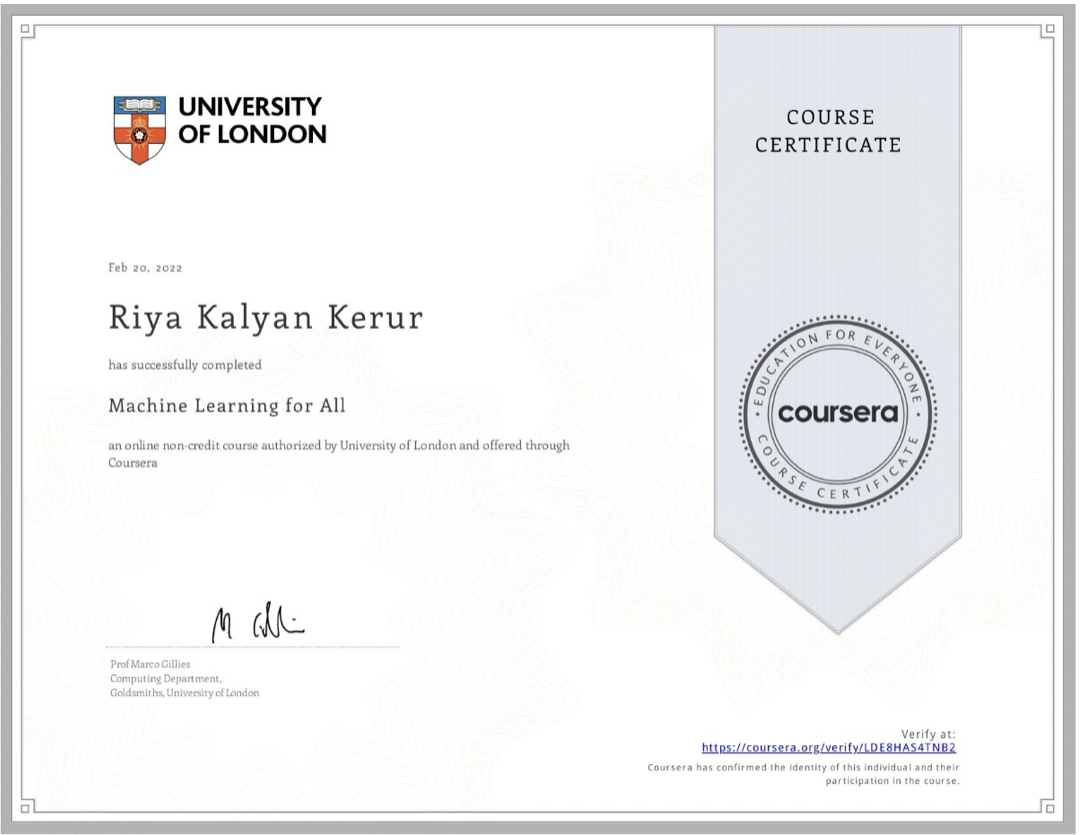 UNIVERSITY
OF LONDON
COURSE
CERTIFICATE
Feb 20, 2022
Riya Kalyan Kerur
has successfully completed
Machine Learning for All
an online non-credit course authorized by University of London and offered through
Coursera
EDUCATION FOR EVERYONE
coursera
COURSE CERTIFICATE
M Gilli
Prof Marco Gillies
Computing Department,
Goldsmiths, University of London
Verify at:
https://coursera.org/verify/LDE8HAS4TNB2
Coursera has confirmed the identity of this individual and their
participation in the course.